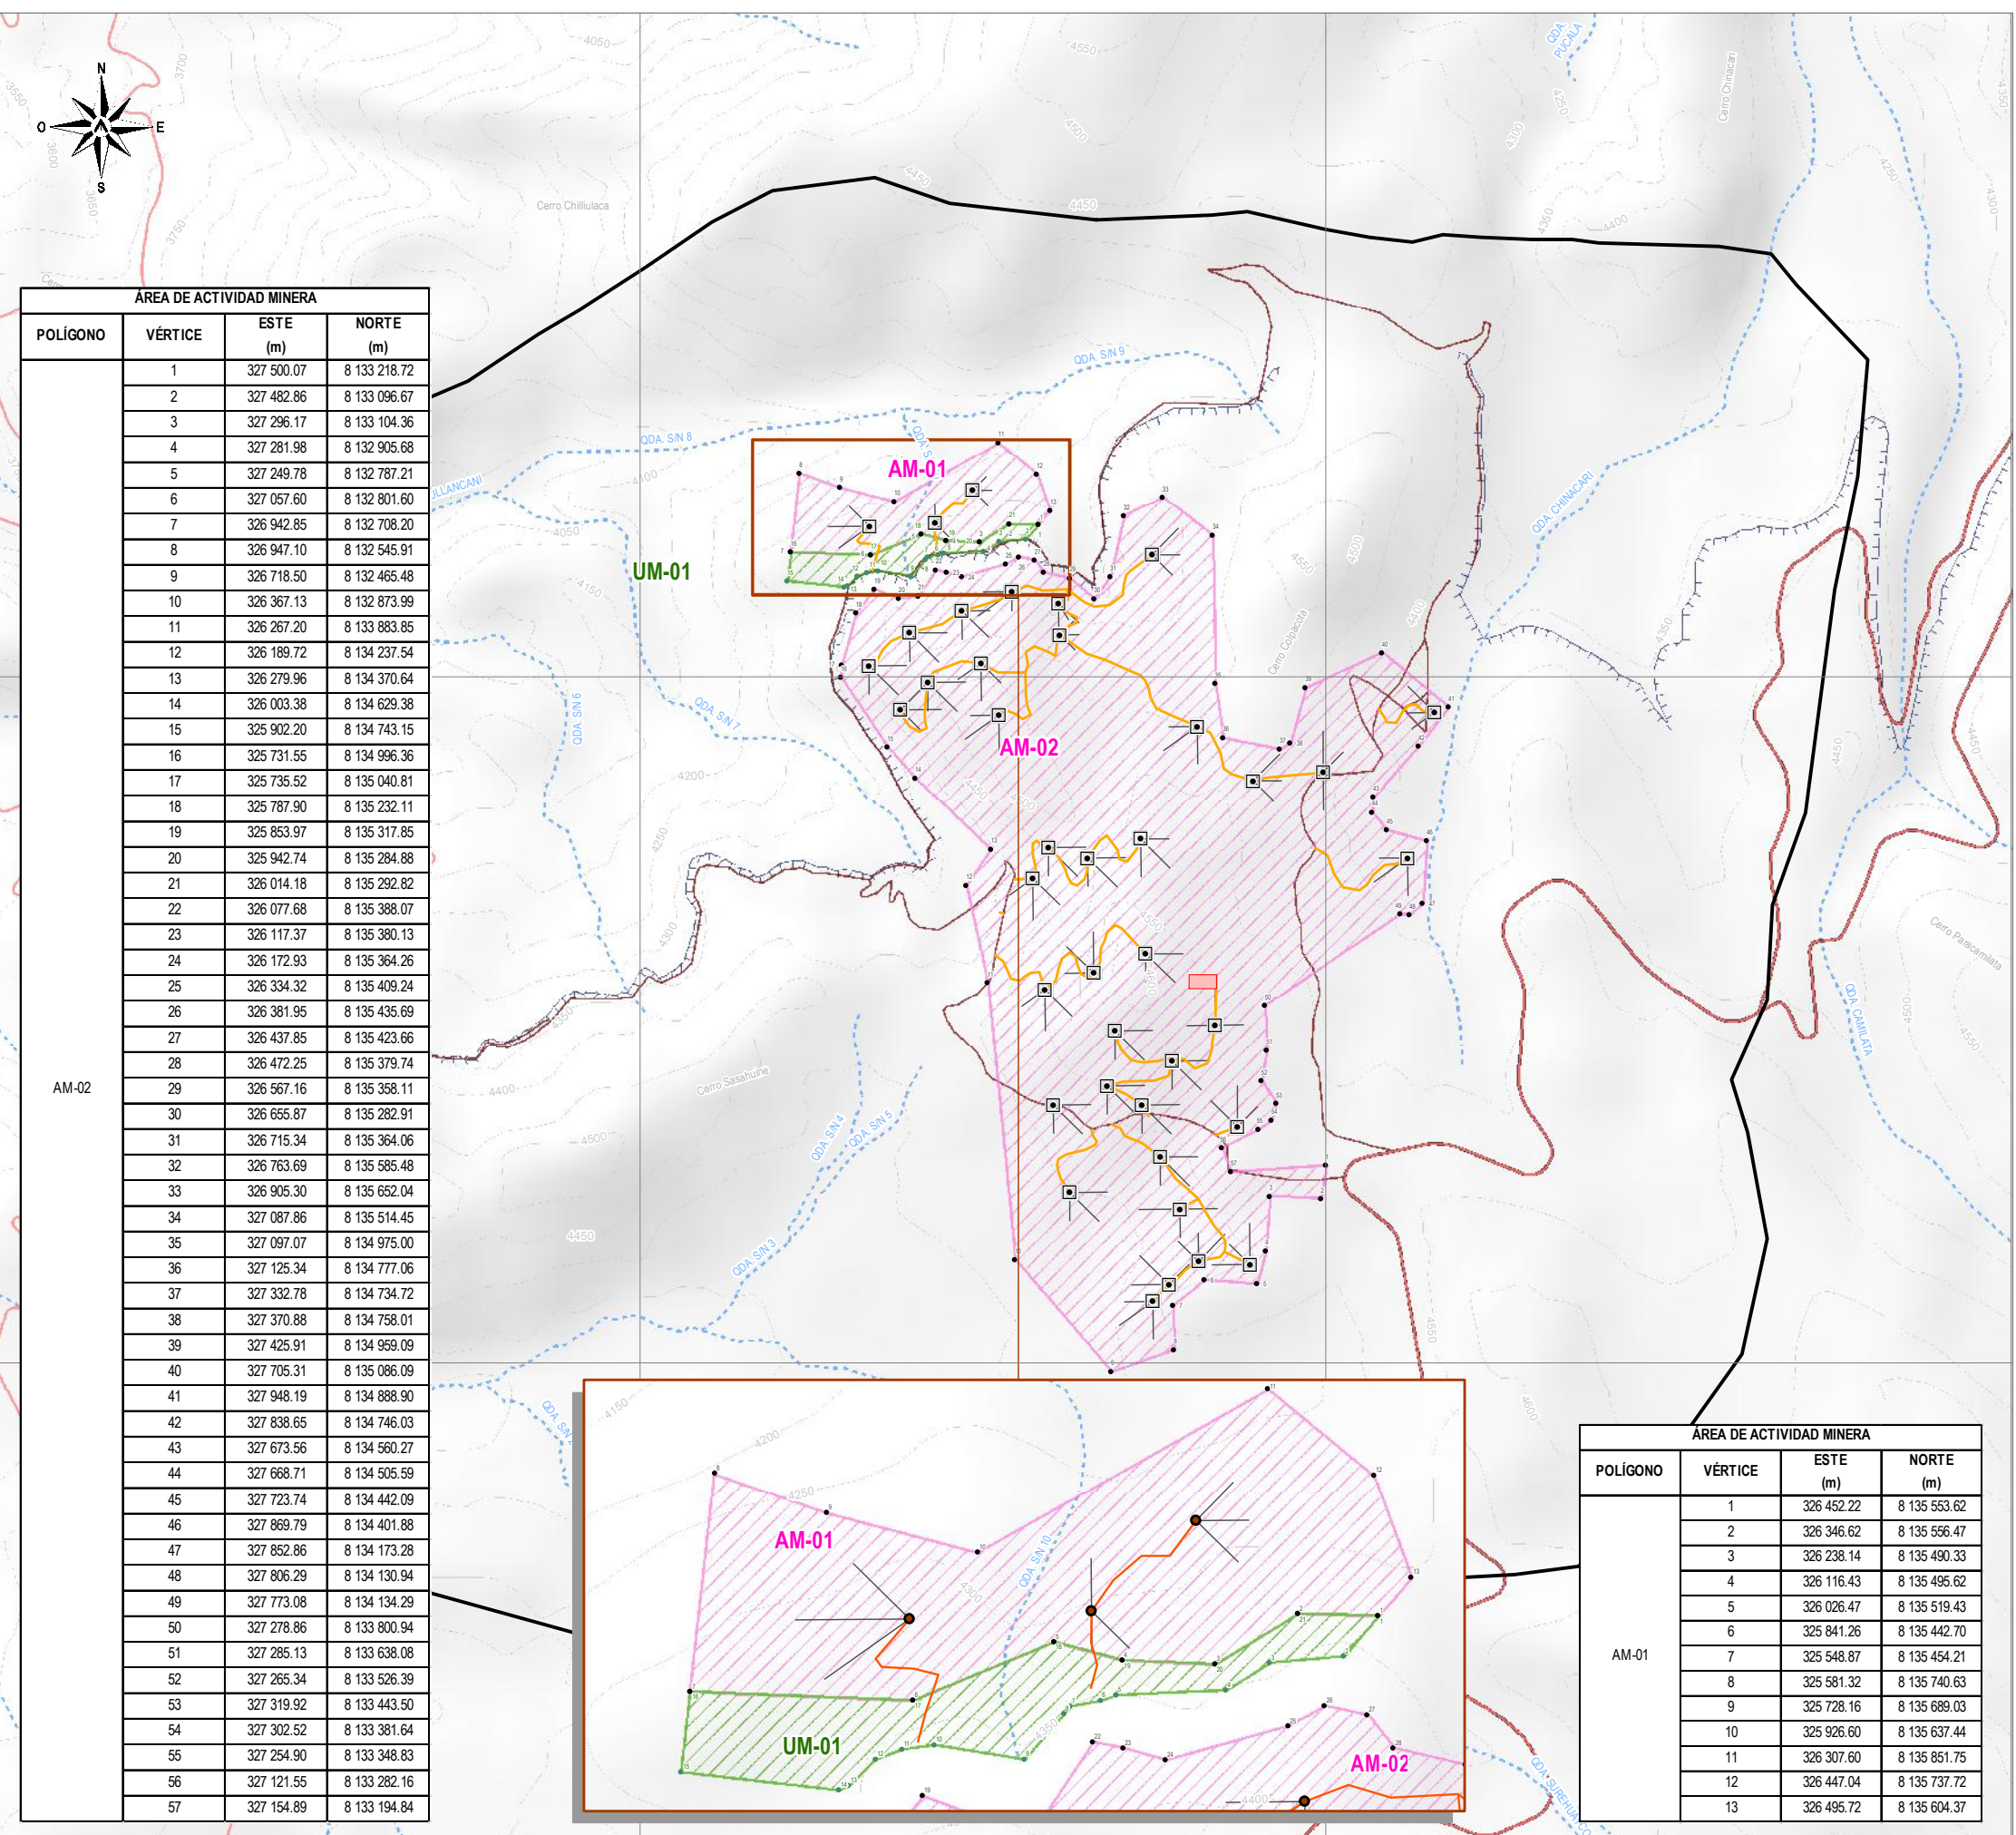 N
O
E
S
Cerro Chilliulaca
Cerro Chinacari
QDA. PUCALA
QDA. S/N 9
QDA. S/N 8
QDA. CHINACARI
AM-01
UM-01
AM-02
QDA. S/N 6
QDA. S/N 7
Cerro Colpacota
Cerro Sasahuine
QDA. S/N 4
QDA. S/N 5
QDA. S/N 3
Cerro Paracamilata
QDA. CAMILATA
ÁREA DE ACTIVIDAD MINERA
POLÍGONO VÉRTICE ESTE (m) NORTE (m)
AM-02
1 327 500.07 8 133 218.72
2 327 482.86 8 133 096.67
3 327 296.17 8 133 104.36
4 327 281.98 8 132 905.68
5 327 249.78 8 132 787.21
6 327 057.60 8 132 801.60
7 326 942.85 8 132 708.20
8 326 947.10 8 132 545.91
9 326 718.50 8 132 465.48
10 326 367.13 8 132 873.99
11 326 267.20 8 133 883.85
12 326 189.72 8 134 237.54
13 326 279.96 8 134 370.64
14 326 003.38 8 134 629.38
15 325 902.20 8 134 743.15
16 325 731.55 8 134 996.36
17 325 735.52 8 135 040.81
18 325 787.90 8 135 232.11
19 325 853.97 8 135 317.85
20 325 942.74 8 135 284.88
21 326 014.18 8 135 292.82
22 326 077.68 8 135 388.07
23 326 117.37 8 135 380.13
24 326 172.93 8 135 364.26
25 326 334.32 8 135 409.24
26 326 381.95 8 135 435.69
27 326 437.85 8 135 423.66
28 326 472.25 8 135 379.74
29 326 567.16 8 135 358.11
30 326 655.87 8 135 282.91
31 326 715.34 8 135 364.06
32 326 763.69 8 135 585.48
33 326 905.30 8 135 652.04
34 327 087.86 8 135 514.45
35 327 097.07 8 134 975.00
36 327 125.34 8 134 777.06
37 327 332.78 8 134 734.72
38 327 370.88 8 134 758.01
39 327 425.91 8 134 959.09
40 327 705.31 8 135 086.09
41 327 948.19 8 134 888.90
42 327 838.65 8 134 746.03
43 327 673.56 8 134 560.27
44 327 668.71 8 134 505.59
45 327 723.74 8 134 442.09
46 327 869.79 8 134 401.88
47 327 852.86 8 134 173.28
48 327 806.29 8 134 130.94
49 327 773.08 8 134 134.29
50 327 278.86 8 133 800.94
51 327 285.13 8 133 638.08
52 327 265.34 8 133 526.39
53 327 319.92 8 133 443.50
54 327 302.52 8 133 381.64
55 327 254.90 8 133 348.83
56 327 121.55 8 133 282.16
57 327 154.89 8 133 194.84
4150
4200
4250
4300
4350
4400
AM-01
QDA. S/N 10
UM-01
AM-02
ÁREA DE ACTIVIDAD MINERA
POLÍGONO VÉRTICE ESTE (m) NORTE (m)
AM-01
1 326 452.22 8 135 553.62
2 326 346.62 8 135 556.47
3 326 238.14 8 135 490.33
4 326 116.43 8 135 495.62
5 326 026.47 8 135 519.43
6 325 841.26 8 135 442.70
7 325 548.87 8 135 454.21
8 325 581.32 8 135 740.63
9 325 728.16 8 135 689.03
10 325 926.60 8 135 637.44
11 326 307.60 8 135 851.75
12 326 447.04 8 135 737.72
13 326 495.72 8 135 604.37